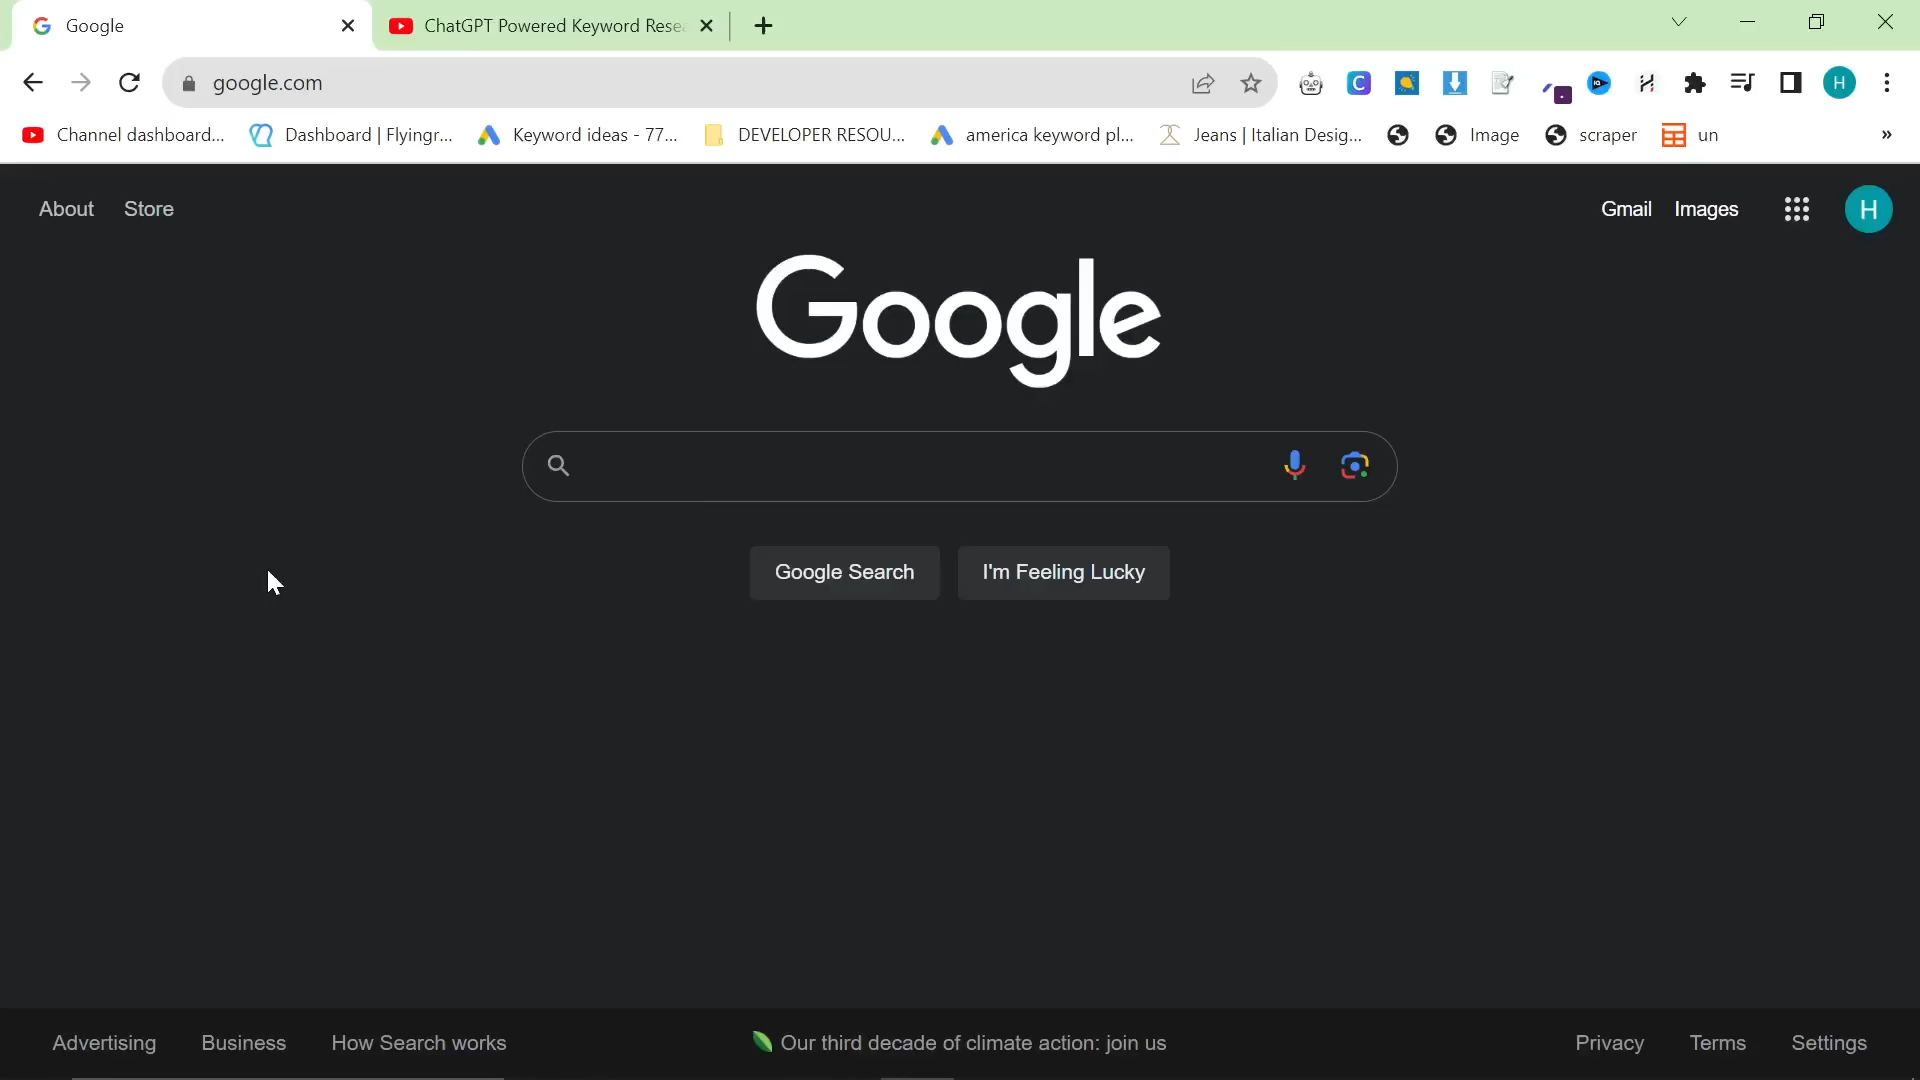 Google
ChatGPT Powered Keyword Resea
google.com
H
Channel dashboard...
Dashboard | Flyingr...
Keyword ideas - 77...
DEVELOPER RESOU...
america keyword pl...
Jeans | Italian Desig...
Image
scraper
un
»
About
Store
Gmail
Images
H
Google
Google Search
I'm Feeling Lucky
Advertising
Business
How Search works
Our third decade of climate action: join us
Privacy
Terms
Settings